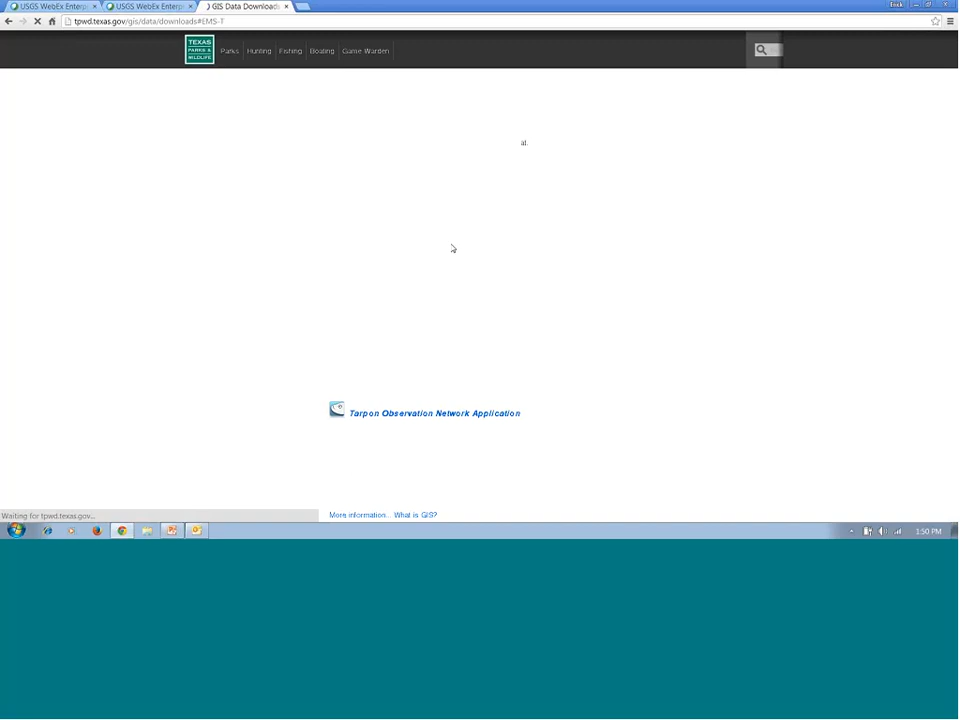 USGS WebEx Enterp
USGS WebEx Enterp
GIS Data Downloads
Erick
tpwd.texas.gov/gis/data/downloads#EMS-T
TEXAS
PARKS &
WILDLIFE
Parks
Hunting
Fishing
Boating
Game Warden
at.
Tarpon Observation Network Application
Waiting for tpwd.texas.gov...
More information... What is GIS?
1:50 PM